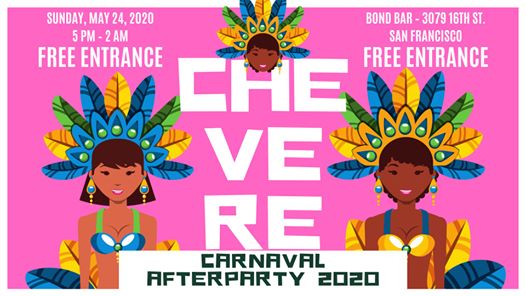 SUNDAY, MAY 24, 2020
5 PM - 2 AM
FREE ENTRANCE
BOND BAR - 3079 16TH ST.
SAN FRANCISCO
FREE ENTRANCE
CHE
VE
RE
CARNAVAL
AFTERPARTY 2020